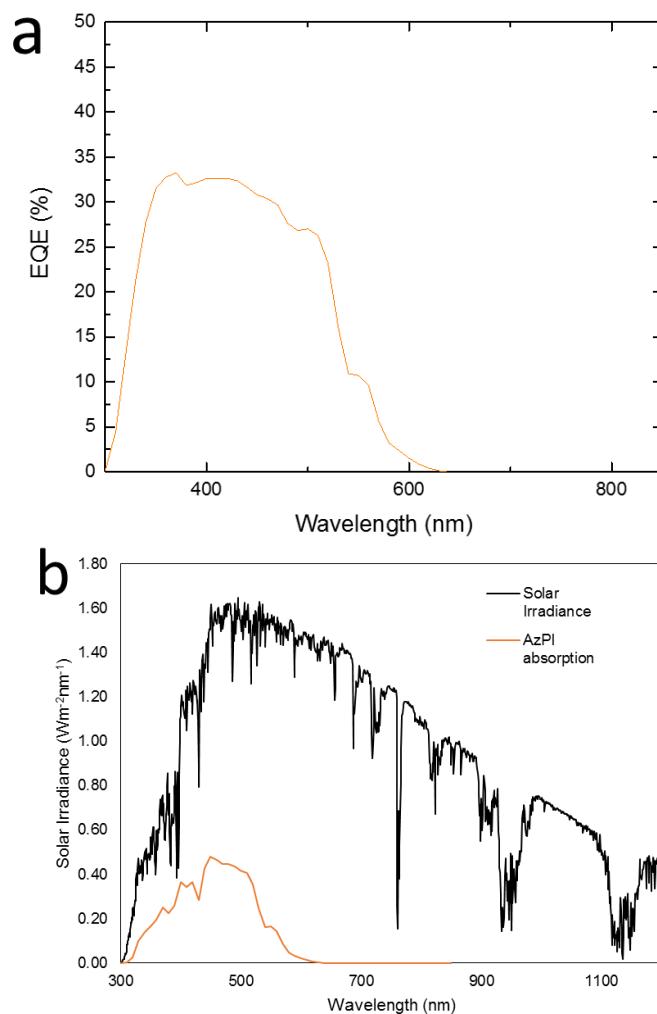 a
50
45
40
35
30
25
20
15
10
5
0
EQE (%)
400 600 800
Wavelength (nm)
b
1.80
1.60
1.40
1.20
1.00
0.80
0.60
0.40
0.20
0.00
Solar Irradiance (Wm⁻²nm⁻¹)
Solar
Irradiance
AzPI
absorption
300 500 700 900 1100
Wavelength (nm)